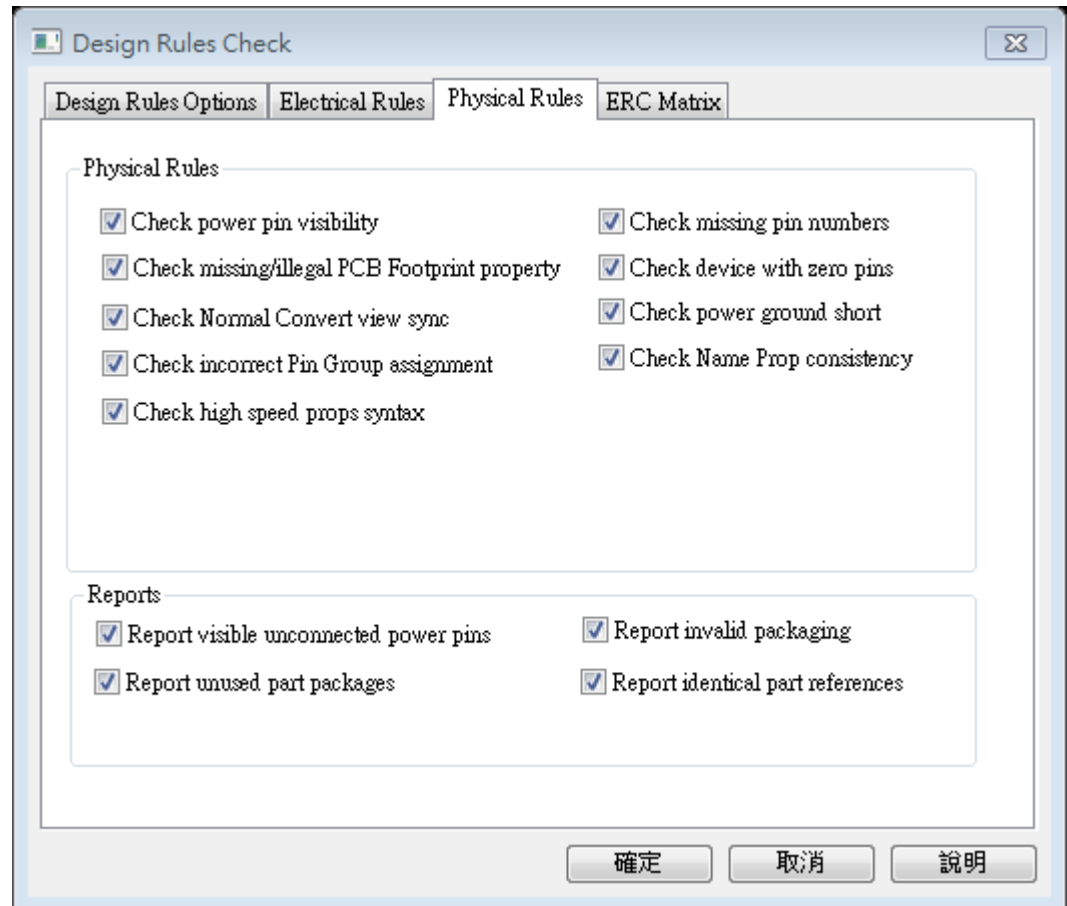 Design Rules Check
Design Rules Options Electrical Rules Physical Rules ERC Matrix
Physical Rules
Check power pin visibility
Check missing/illegal PCB Footprint property
Check Normal Convert view sync
Check incorrect Pin Group assignment
Check high speed props syntax
Check missing pin numbers
Check device with zero pins
Check power ground short
Check Name Prop consistency
Reports
Report visible unconnected power pins
Report unused part packages
Report invalid packaging
Report identical part references
確定 取消 說明